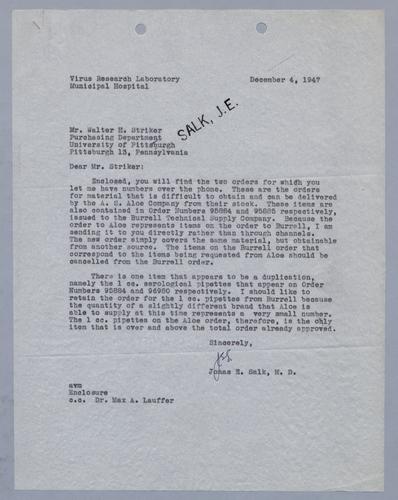 Virus Research Laboratory December 4, 1947
Municipal Hospital
SALK, J.E.
Mr. Walter H. Striker
Purchasing Department
University of Pittsburgh
Pittsburgh 13, Pennsylvania
Dear Mr. Striker:
Enclosed, you will find the two orders for which you
let me have numbers over the phone. These are the orders
for material that is difficult to obtain and can be delivered
by the A. S. Aloe Company from their stock. These items are
also contained in Order Numbers 95884 and 95885 respectively,
issued to the Burrell Technical Supply Company. Because the
order to Aloe represents items on the order to Burrell, I am
sending it to you directly rather than through channels.
The new order simply covers the same material, but obtainable
from another source. The items on the Burrell order that
correspond to the items being requested from Aloe should be
cancelled from the Burrell order.
There is one item that appears to be a duplication,
namely the 1 cc. serological pipettes that appear on Order
Numbers 95884 and 96980 respectively. I should like to
retain the order for the 1 cc. pipettes from Burrell because
the quantity of a slightly different brand that Aloe is
able to supply at this time represents a very small number.
The 1 cc. pipettes on the Aloe order, therefore, is the only
item that is over and above the total order already approved.
Sincerely,
JES
Jonas E. Salk, M. D.
avm
Enclosure
c.c. Dr. Max A. Lauffer